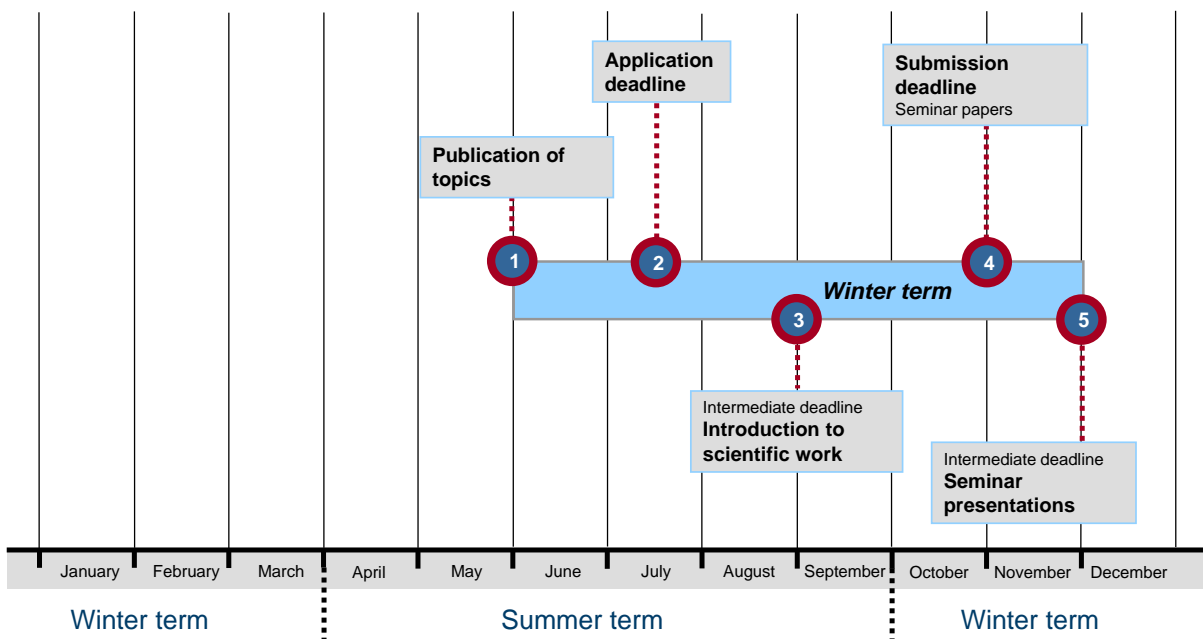 Application
deadline
Submission
deadline
Seminar papers
Publication of
topics
1
2
4
Winter term
3
5
Intermediate deadline
Introduction to
scientific work
Intermediate deadline
Seminar
presentations
January February March April May June July August September October November December
Winter term Summer term Winter term